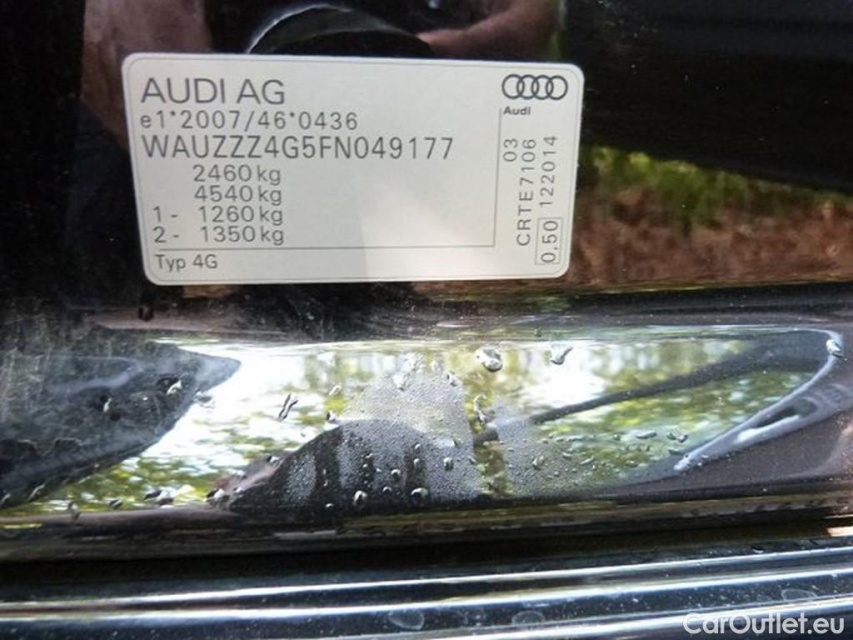 AUDI AG
Audi
e1*2007/46*0436
WAUZZZ4G5FN049177
2460 kg
4540 kg
1 - 1260 kg
2 - 1350 kg
Typ 4G
CRTE7106 03
0,50 122014
CarOutlet.eu